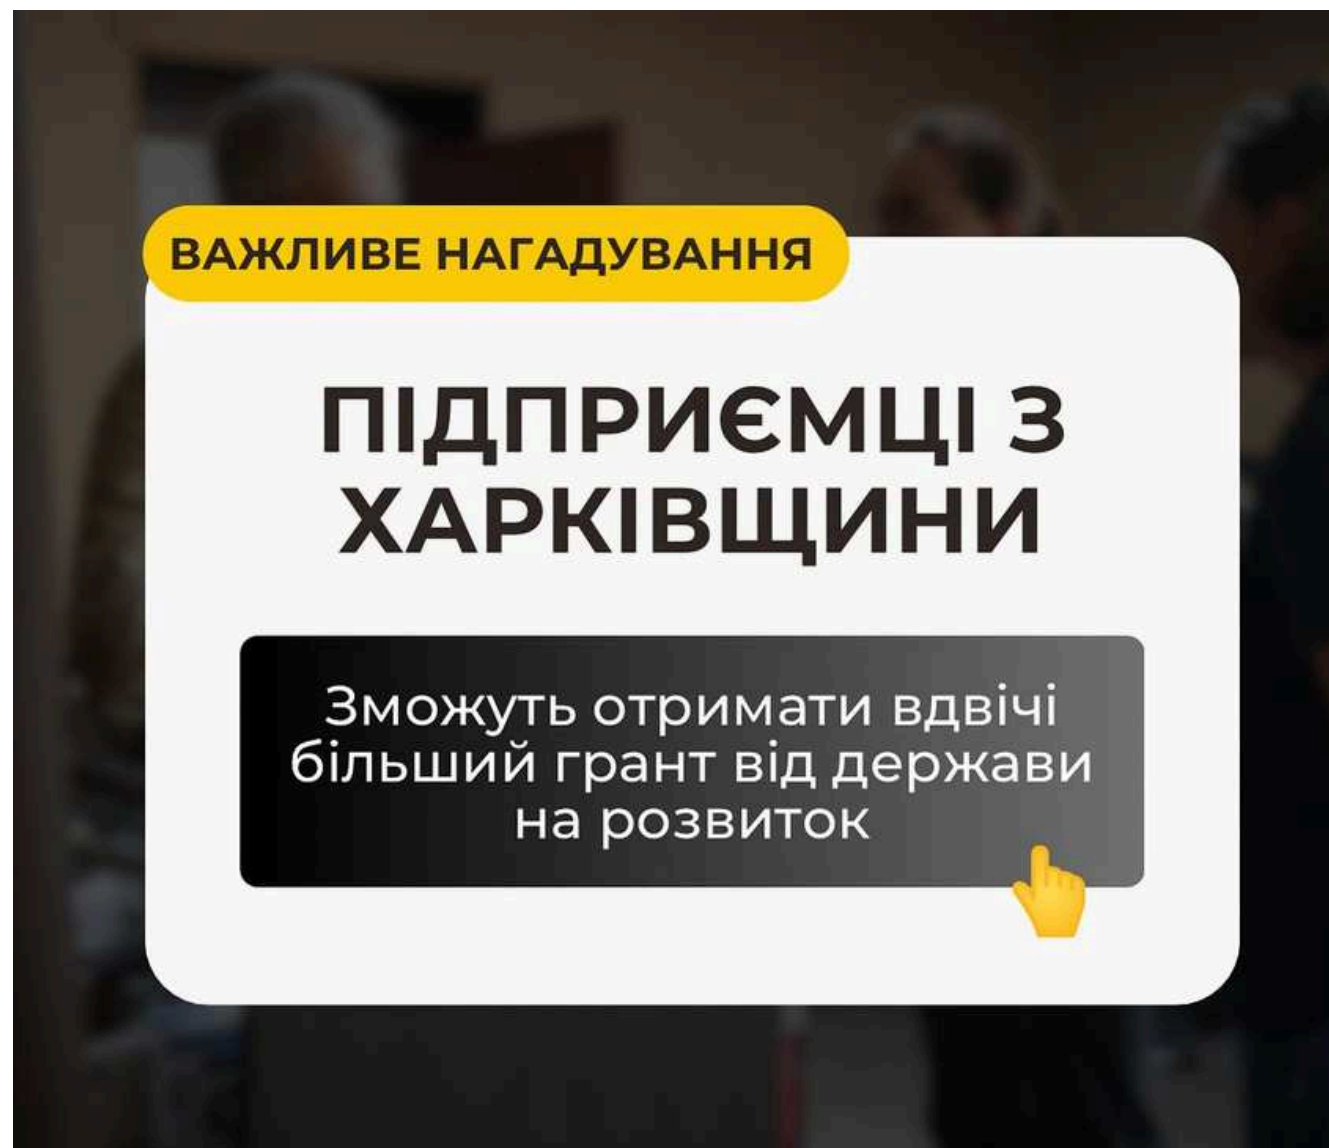 ВАЖЛИВЕ НАГАДУВАННЯ
ПІДПРИЄМЦІ З
ХАРКІВЩИНИ
Зможуть отримати вдвічі
більший грант від держави
на розвиток